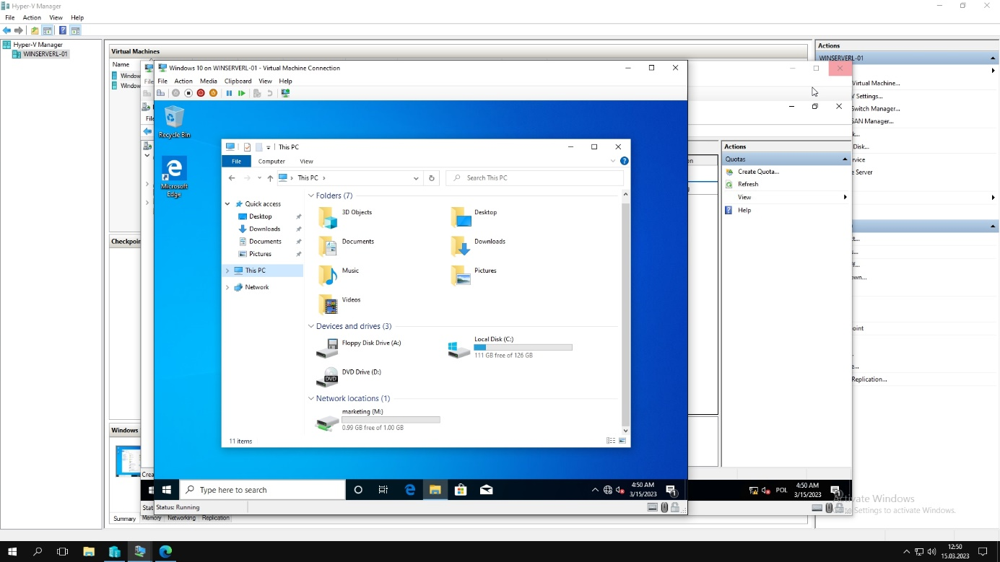 Hyper-V Manager
File Action View Help
Hyper-V Manager
WINSERVERL-01
Virtual Machines
Name
Window
Window
Checkpoin
Windows
Summary Memory Networking Replication
Windows 10 on WINSERVERL-01 - Virtual Machine Connection
File Action Media Clipboard View Help
Recycle Bin
Microsoft
Edge
This PC
File Computer View
This PC
Search This PC
Quick access
Desktop
Downloads
Documents
Pictures
This PC
Network
Folders (7)
3D Objects
Desktop
Documents
Downloads
Music
Pictures
Videos
Devices and drives (3)
Floppy Disk Drive (A:)
Local Disk (C:)
111 GB free of 126 GB
DVD Drive (D:)
DVD
Network locations (1)
marketing (M:)
0.99 GB free of 1.00 GB
11 items
Type here to search
4:50 AM
3/15/2023
1
Status: Running
Actions
Quotas
Create Quota...
Refresh
View
Help
POL
4:50 AM
3/15/2023
Actions
WINSERVERL-01
Virtual Machine...
V Settings...
Switch Manager...
SAN Manager...
k...
Disk...
rvice
e Server
wn...
oint
e...
Replication...
Activate Windows
Settings to activate Windows.
12:50
15.03.2023